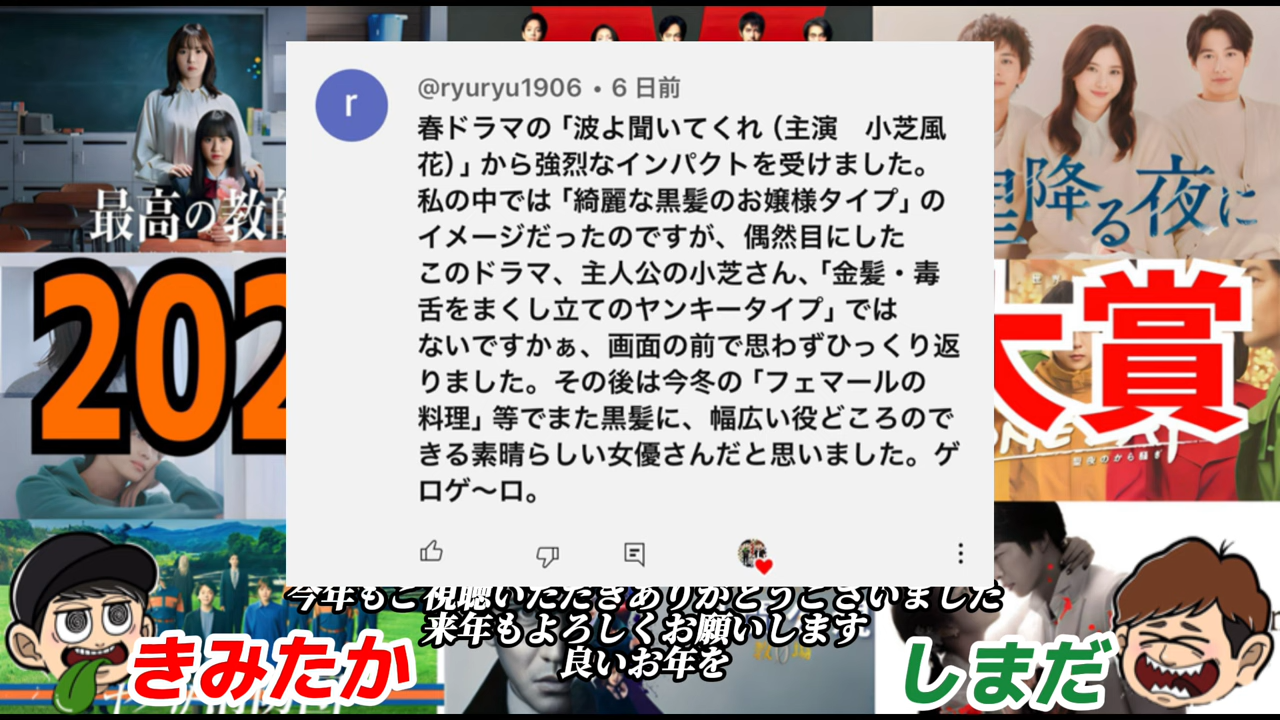 最高の教
星降る夜に
202
大賞
@ryuryu1906 • 6 日前
r
春ドラマの「波よ聞いてくれ（主演　小芝風
花）」から強烈なインパクトを受けました。
私の中では「綺麗な黒髪のお嬢様タイプ」の
イメージだったのですが、偶然目にした
このドラマ、主人公の小芝さん、「金髪・毒
舌をまくし立てのヤンキータイプ」では
ないですかぁ、画面の前で思わずひっくり返
りました。その後は今冬の「フェマールの
料理」等でまた黒髪に、幅広い役どころので
きる素晴らしい女優さんだと思いました。ゲ
ロゲ〜ロ。
今年もご視聴いただきありがとうございました
来年もよろしくお願いします
良いお年を
きみたか
しまだ